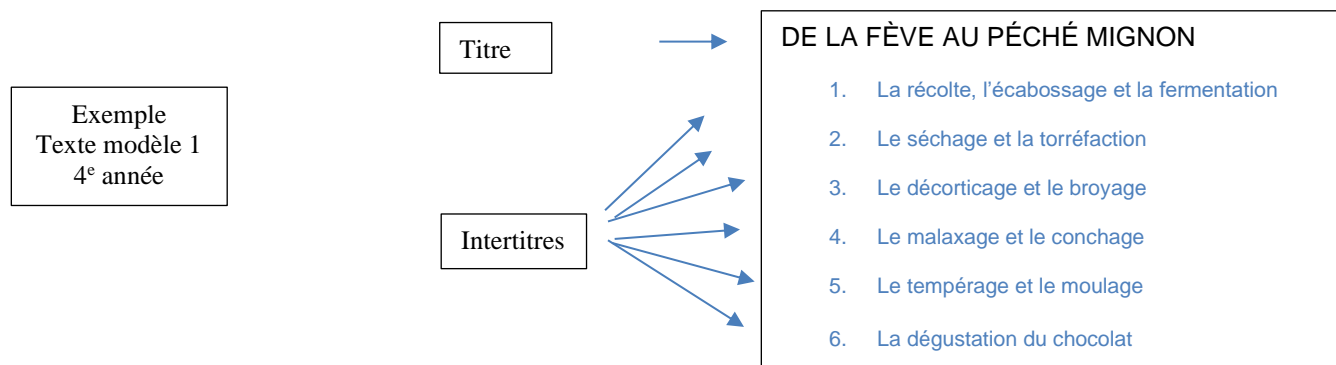 Exemple
Texte modèle 1
4e année
Titre
Intertitres
DE LA FÈVE AU PÉCHÉ MIGNON
1. La récolte, l’écabossage et la fermentation
2. Le séchage et la torréfaction
3. Le décorticage et le broyage
4. Le malaxage et le conchage
5. Le tempérage et le moulage
6. La dégustation du chocolat